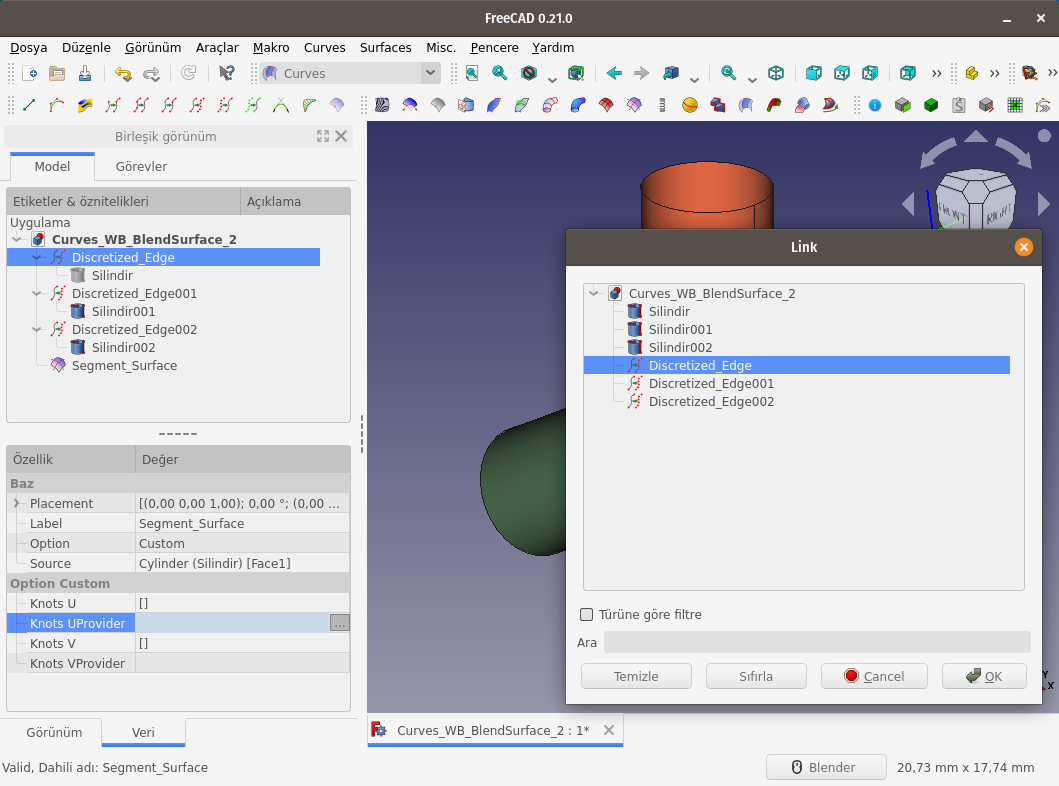 FreeCAD 0.21.0
Dosya Düzenle Görünüm Araçlar Makro Curves Surfaces Misc. Pencere Yardım
Curves
Birleşik görünüm
Model Görevler
Etiketler & öznitelikleri Açıklama
Uygulama
Curves_WB_BlendSurface_2
Discretized_Edge
Silindir
Discretized_Edge001
Silindir001
Discretized_Edge002
Silindir002
Segment_Surface
Özellik Değer
Baz
Placement [(0,00 0,00 1,00); 0,00 °; (0,00 ...
Label Segment_Surface
Option Custom
Source Cylinder (Silindir) [Face1]
Option Custom
Knots U []
Knots UProvider ...
Knots V []
Knots VProvider
Görünüm Veri
FRONT RIGHT
Link
Curves_WB_BlendSurface_2
Silindir
Silindir001
Silindir002
Discretized_Edge
Discretized_Edge001
Discretized_Edge002
Türüne göre filtre
Ara
Temizle Sıfırla Cancel OK
Y
X
Curves_WB_BlendSurface_2 : 1*
Valid, Dahili adı: Segment_Surface Blender 20,73 mm x 17,74 mm